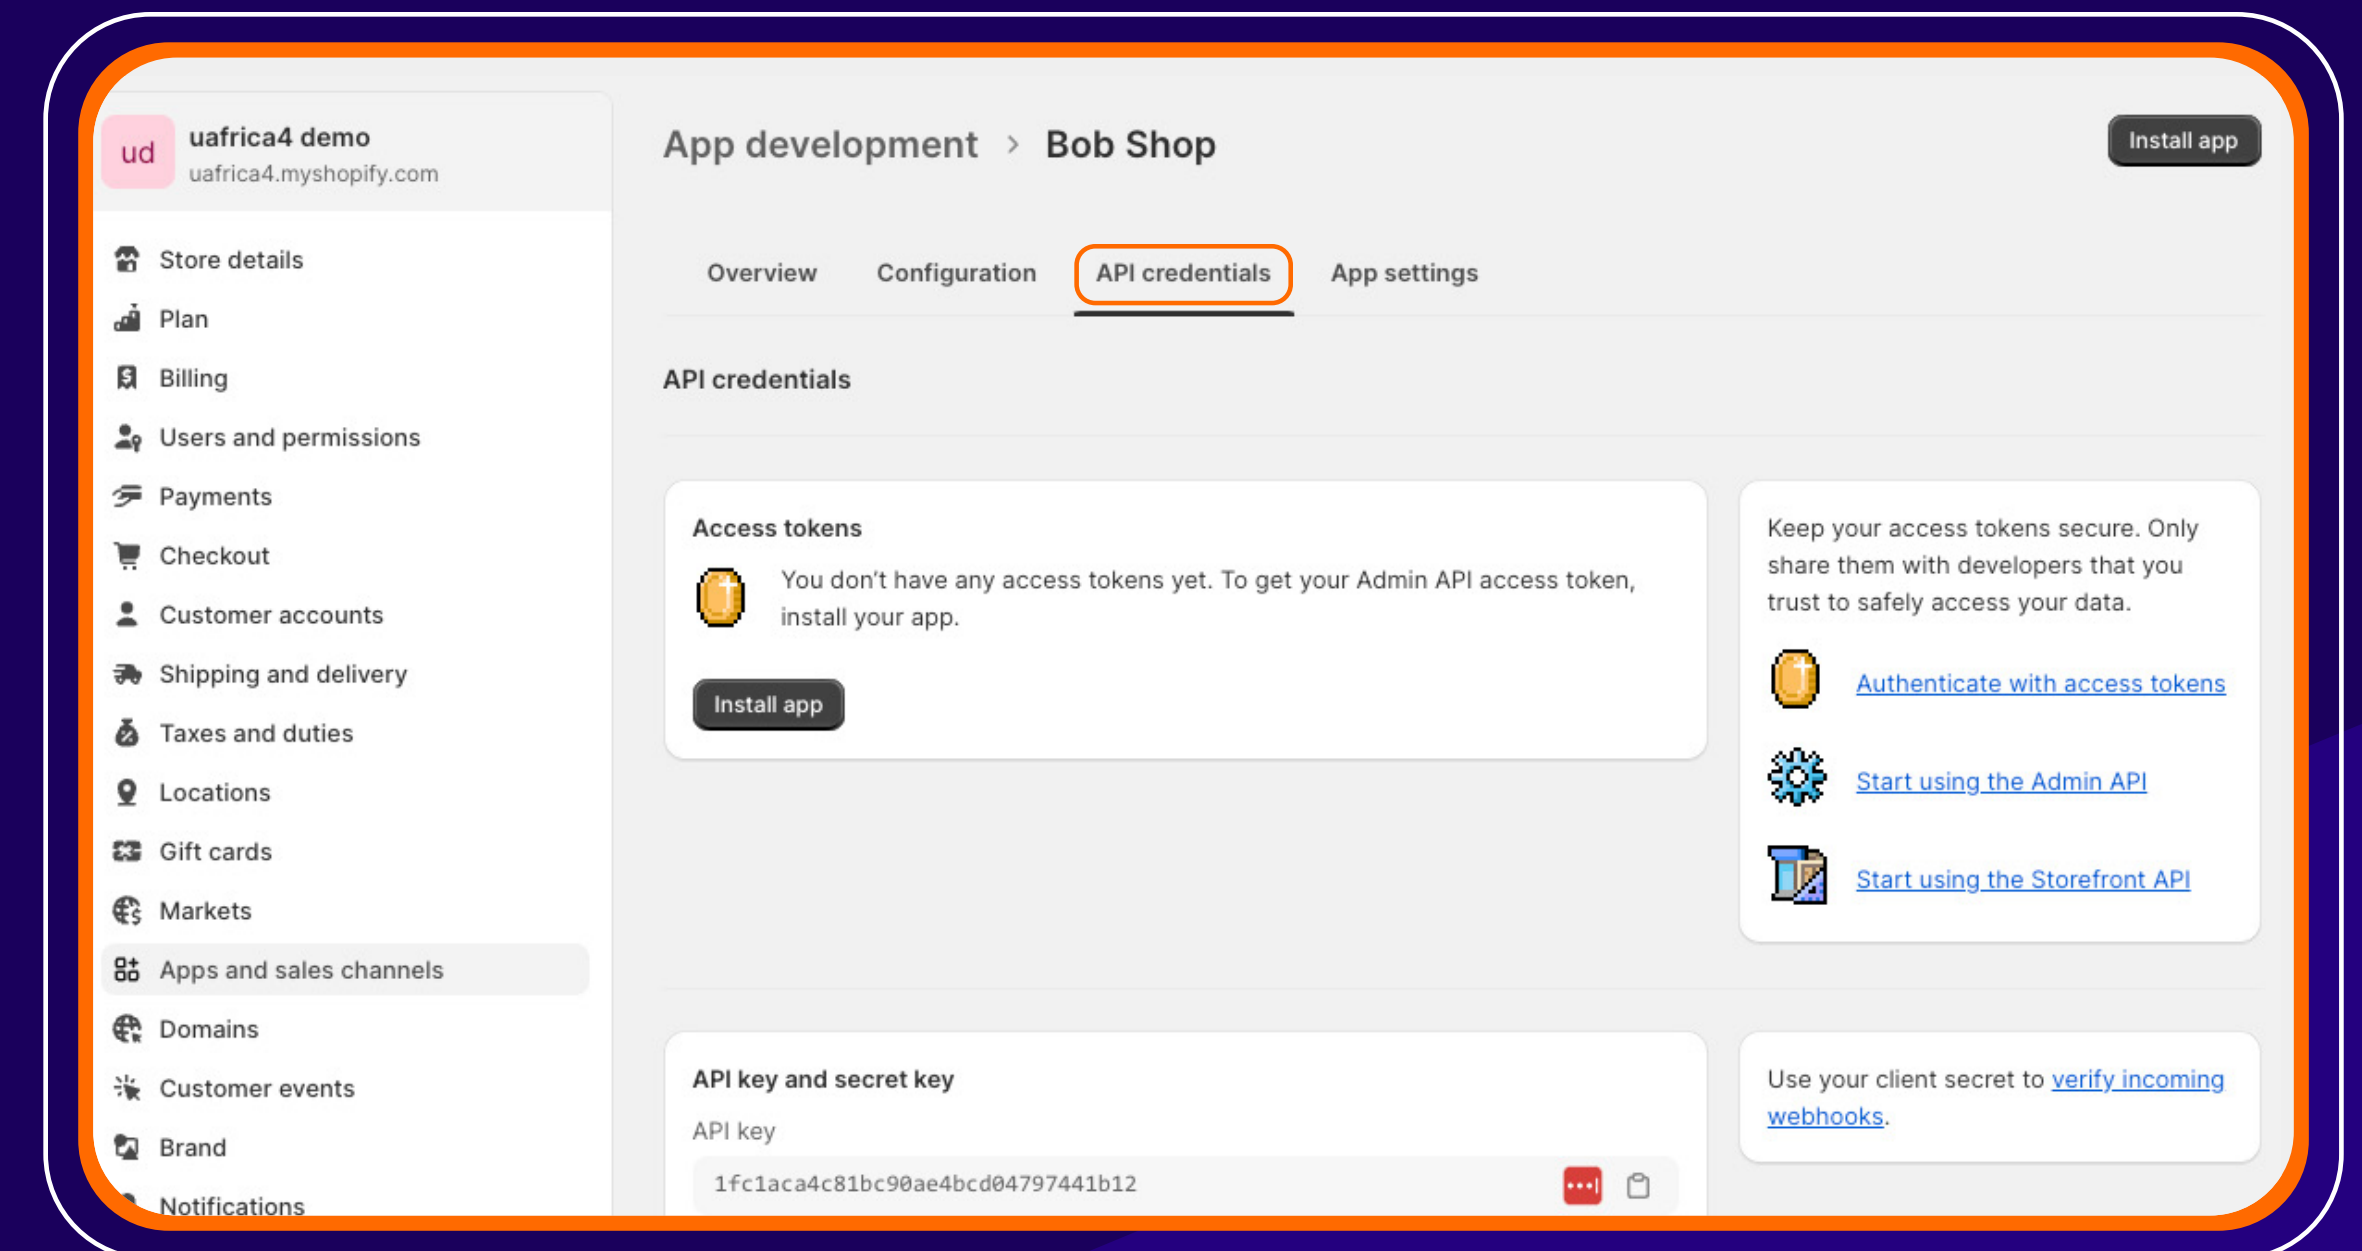 ud
uafrica4 demo
uafrica4.myshopify.com
Store details
Plan
Billing
Users and permissions
Payments
Checkout
Customer accounts
Shipping and delivery
Taxes and duties
Locations
Gift cards
Markets
Apps and sales channels
Domains
Customer events
Brand
Notifications
App development > Bob Shop
Install app
Overview
Configuration
API credentials
App settings
API credentials
Access tokens
You don't have any access tokens yet. To get your Admin API access token,
install your app.
Install app
Keep your access tokens secure. Only
share them with developers that you
trust to safely access your data.
Authenticate with access tokens
Start using the Admin API
Start using the Storefront API
API key and secret key
API key
1fc1aca4c81bc90ae4bcd04797441b12
Use your client secret to verify incoming
webhooks.